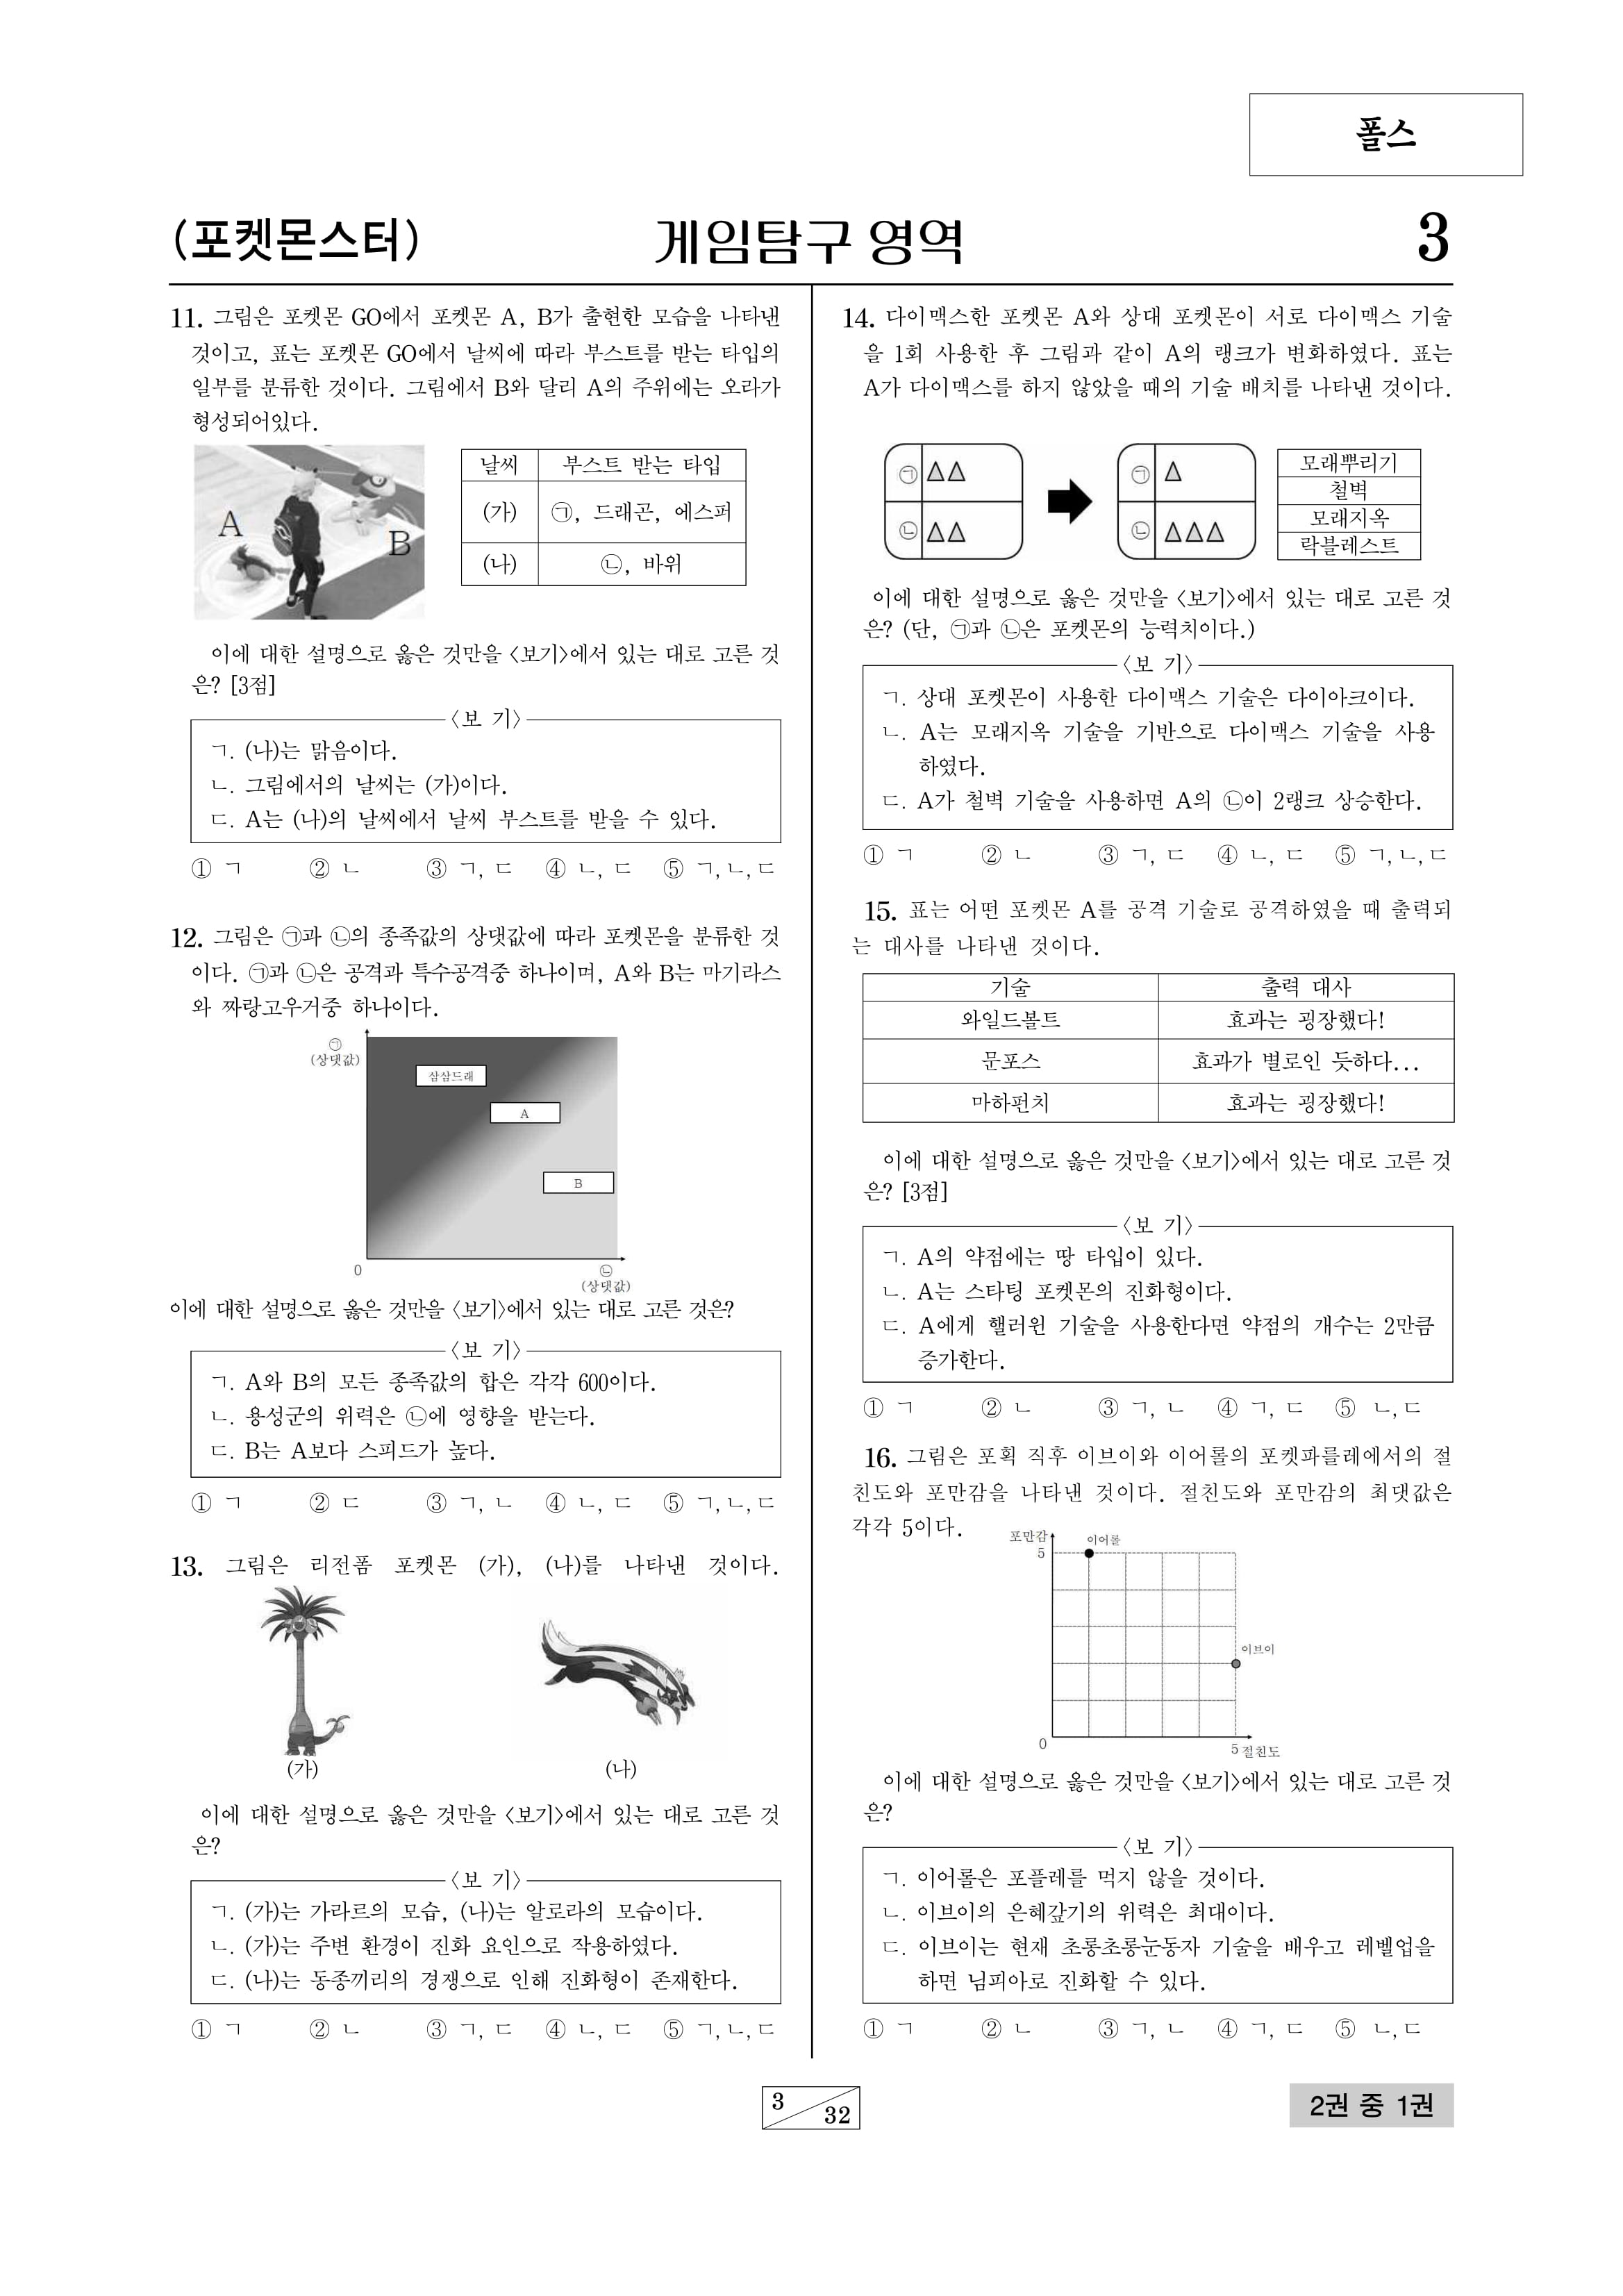 폴스
(포켓몬스터)
게임탐구 영역
3
11. 그림은 포켓몬 GO에서 포켓몬 A, B가 출현한 모습을 나타낸
것이고, 표는 포켓몬 GO에서 날씨에 따라 부스트를 받는 타입의
일부를 분류한 것이다. 그림에서 B와 달리 A의 주위에는 오라가
형성되어있다.
A
B
날씨 부스트 받는 타입
(가) ㉠, 드래곤, 에스퍼
(나) ㉡, 바위
이에 대한 설명으로 옳은 것만을 <보기>에서 있는 대로 고른 것
은? [3점]
<보 기>
ㄱ. (나)는 맑음이다.
ㄴ. 그림에서의 날씨는 (가)이다.
ㄷ. A는 (나)의 날씨에서 날씨 부스트를 받을 수 있다.
① ㄱ ② ㄴ ③ ㄱ, ㄷ ④ ㄴ, ㄷ ⑤ ㄱ, ㄴ, ㄷ
12. 그림은 ㉠과 ㉡의 종족값의 상댓값에 따라 포켓몬을 분류한 것
이다. ㉠과 ㉡은 공격과 특수공격중 하나이며, A와 B는 마기라스
와 짜랑고우거중 하나이다.
㉠
(상댓값)
삼삼드래
A
B
0
㉡
(상댓값)
이에 대한 설명으로 옳은 것만을 <보기>에서 있는 대로 고른 것은?
<보 기>
ㄱ. A와 B의 모든 종족값의 합은 각각 600이다.
ㄴ. 용성군의 위력은 ㉡에 영향을 받는다.
ㄷ. B는 A보다 스피드가 높다.
① ㄱ ② ㄷ ③ ㄱ, ㄴ ④ ㄴ, ㄷ ⑤ ㄱ, ㄴ, ㄷ
13. 그림은 리전폼 포켓몬 (가), (나)를 나타낸 것이다.
(가)
(나)
이에 대한 설명으로 옳은 것만을 <보기>에서 있는 대로 고른 것
은?
<보 기>
ㄱ. (가)는 가라르의 모습, (나)는 알로라의 모습이다.
ㄴ. (가)는 주변 환경이 진화 요인으로 작용하였다.
ㄷ. (나)는 동종끼리의 경쟁으로 인해 진화형이 존재한다.
① ㄱ ② ㄴ ③ ㄱ, ㄷ ④ ㄴ, ㄷ ⑤ ㄱ, ㄴ, ㄷ
14. 다이맥스한 포켓몬 A와 상대 포켓몬이 서로 다이맥스 기술
을 1회 사용한 후 그림과 같이 A의 랭크가 변화하였다. 표는
A가 다이맥스를 하지 않았을 때의 기술 배치를 나타낸 것이다.
㉠ △△
㉡ △△
㉠ △
㉡ △△△
모래뿌리기
철벽
모래지옥
락블레스트
이에 대한 설명으로 옳은 것만을 <보기>에서 있는 대로 고른 것
은? (단, ㉠과 ㉡은 포켓몬의 능력치이다.)
<보 기>
ㄱ. 상대 포켓몬이 사용한 다이맥스 기술은 다이아크이다.
ㄴ. A는 모래지옥 기술을 기반으로 다이맥스 기술을 사용
하였다.
ㄷ. A가 철벽 기술을 사용하면 A의 ㉡이 2랭크 상승한다.
① ㄱ ② ㄴ ③ ㄱ, ㄷ ④ ㄴ, ㄷ ⑤ ㄱ, ㄴ, ㄷ
15. 표는 어떤 포켓몬 A를 공격 기술로 공격하였을 때 출력되
는 대사를 나타낸 것이다.
기술 출력 대사
와일드볼트 효과는 굉장했다!
문포스 효과가 별로인 듯하다...
마하펀치 효과는 굉장했다!
이에 대한 설명으로 옳은 것만을 <보기>에서 있는 대로 고른 것
은? [3점]
<보 기>
ㄱ. A의 약점에는 땅 타입이 있다.
ㄴ. A는 스타팅 포켓몬의 진화형이다.
ㄷ. A에게 핼러윈 기술을 사용한다면 약점의 개수는 2만큼
증가한다.
① ㄱ ② ㄴ ③ ㄱ, ㄴ ④ ㄱ, ㄷ ⑤ ㄴ, ㄷ
16. 그림은 포획 직후 이브이와 이어롤의 포켓파를레에서의 절
친도와 포만감을 나타낸 것이다. 절친도와 포만감의 최댓값은
각각 5이다.
포만감
5
이어롤
이브이
0
5 절친도
이에 대한 설명으로 옳은 것만을 <보기>에서 있는 대로 고른 것
은?
<보 기>
ㄱ. 이어롤은 포플레를 먹지 않을 것이다.
ㄴ. 이브이의 은혜갚기의 위력은 최대이다.
ㄷ. 이브이는 현재 초롱초롱눈동자 기술을 배우고 레벨업을
하면 님피아로 진화할 수 있다.
① ㄱ ② ㄴ ③ ㄱ, ㄴ ④ ㄱ, ㄷ ⑤ ㄴ, ㄷ
3
32
2권 중 1권